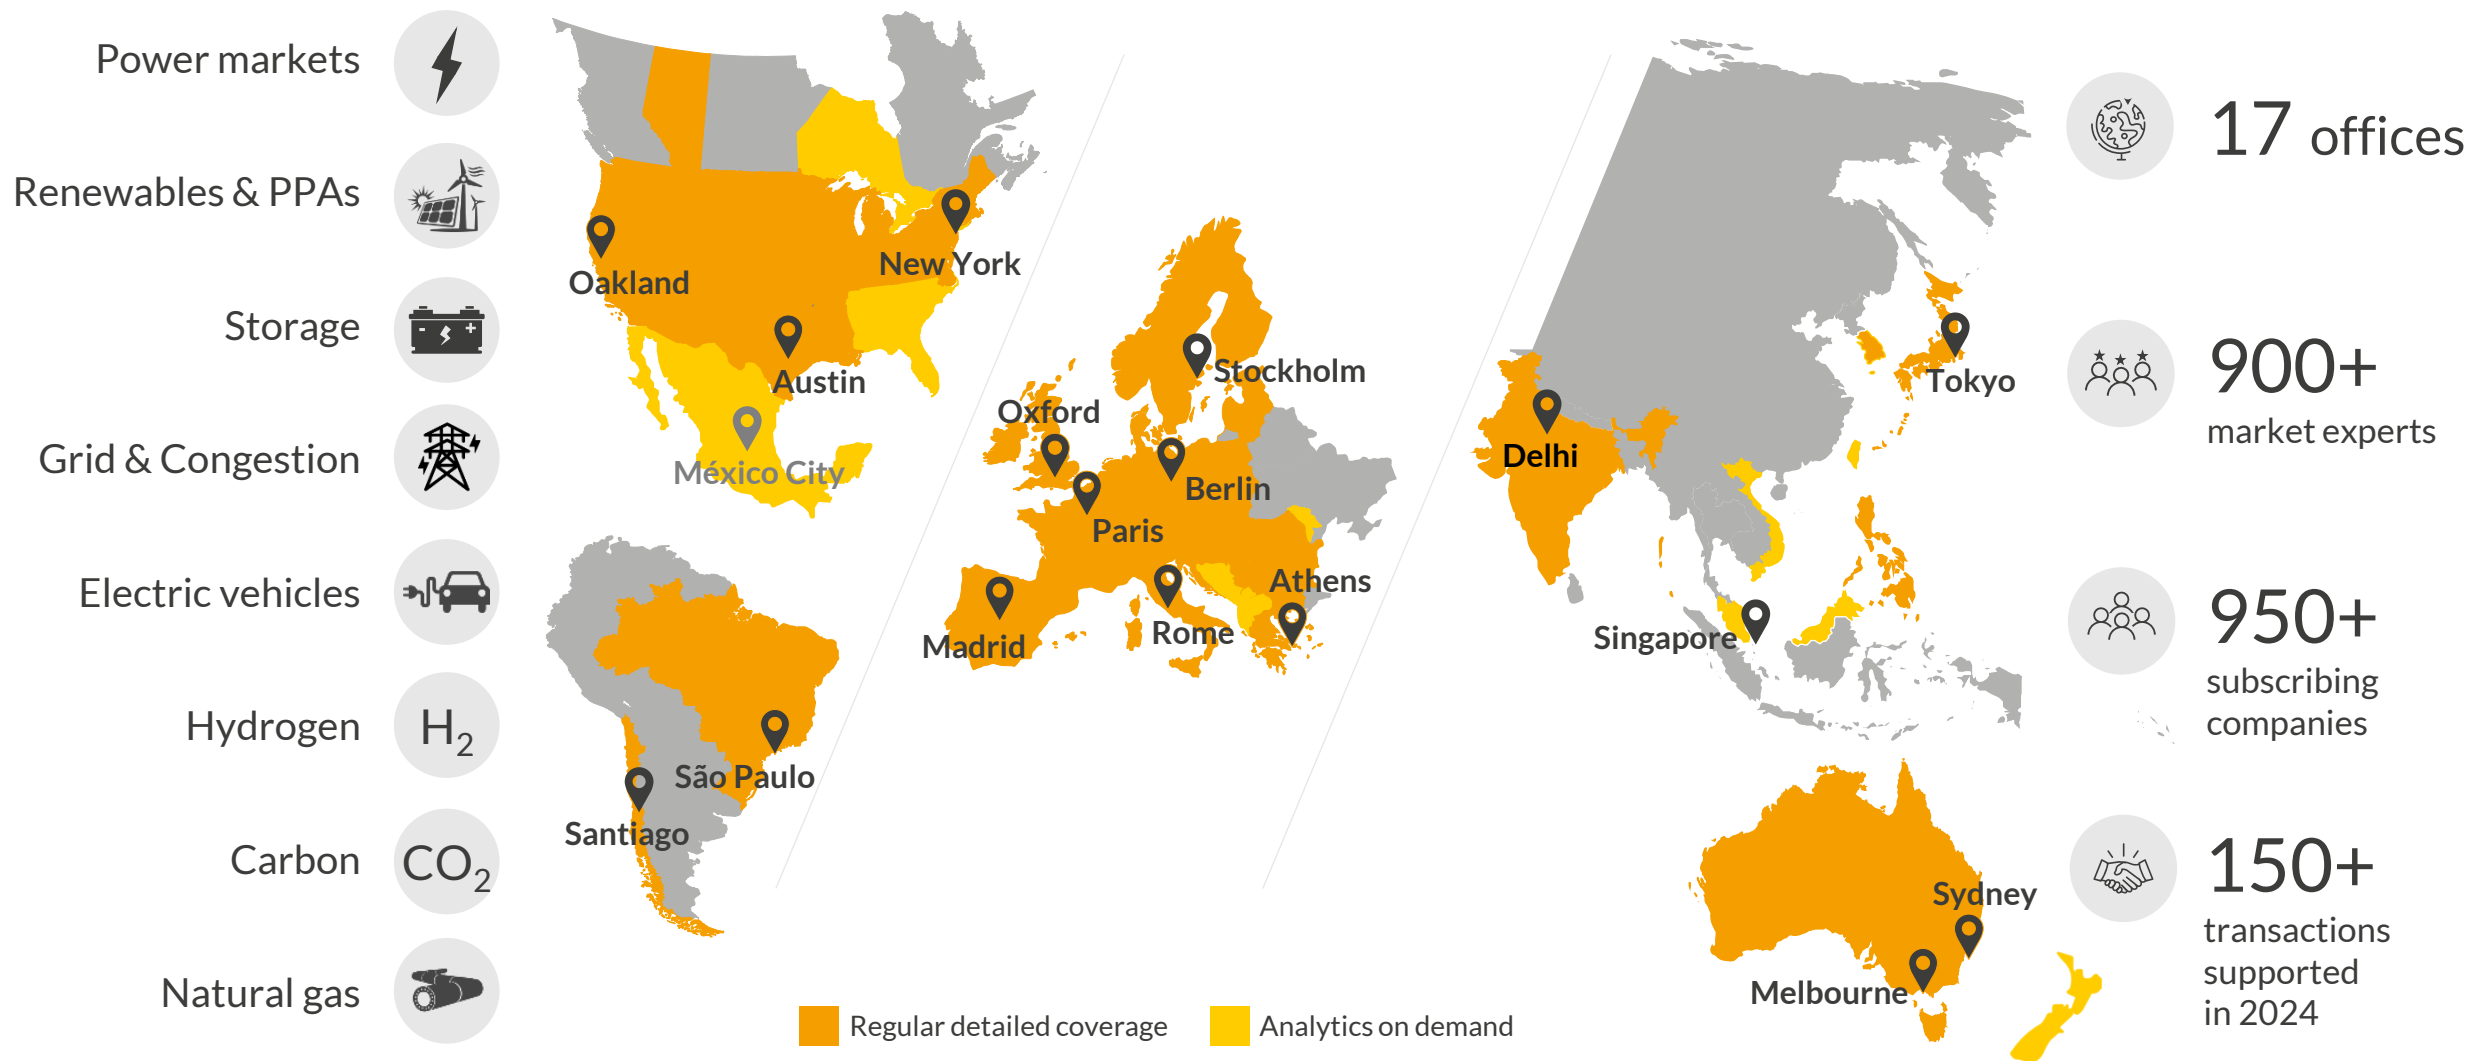 Power markets
Renewables & PPAs
Storage
Grid & Congestion
Electric vehicles
Hydrogen
H2
Carbon
CO2
Natural gas
Oakland
New York
Austin
México City
São Paulo
Santiago
Oxford
Stockholm
Berlin
Paris
Athens
Madrid
Rome
Delhi
Tokyo
Singapore
Sydney
Melbourne
Regular detailed coverage
Analytics on demand
17 offices
900+
market experts
950+
subscribing
companies
150+
transactions
supported
in 2024